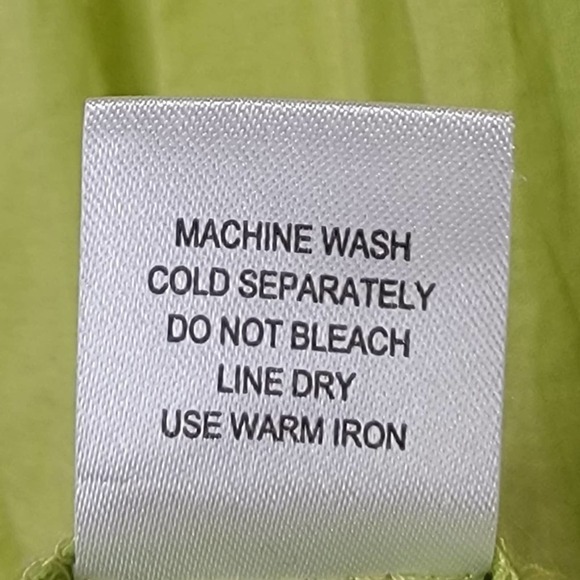 MACHINE WASH
COLD SEPARATELY
DO NOT BLEACH
LINE DRY
USE WARM IRON